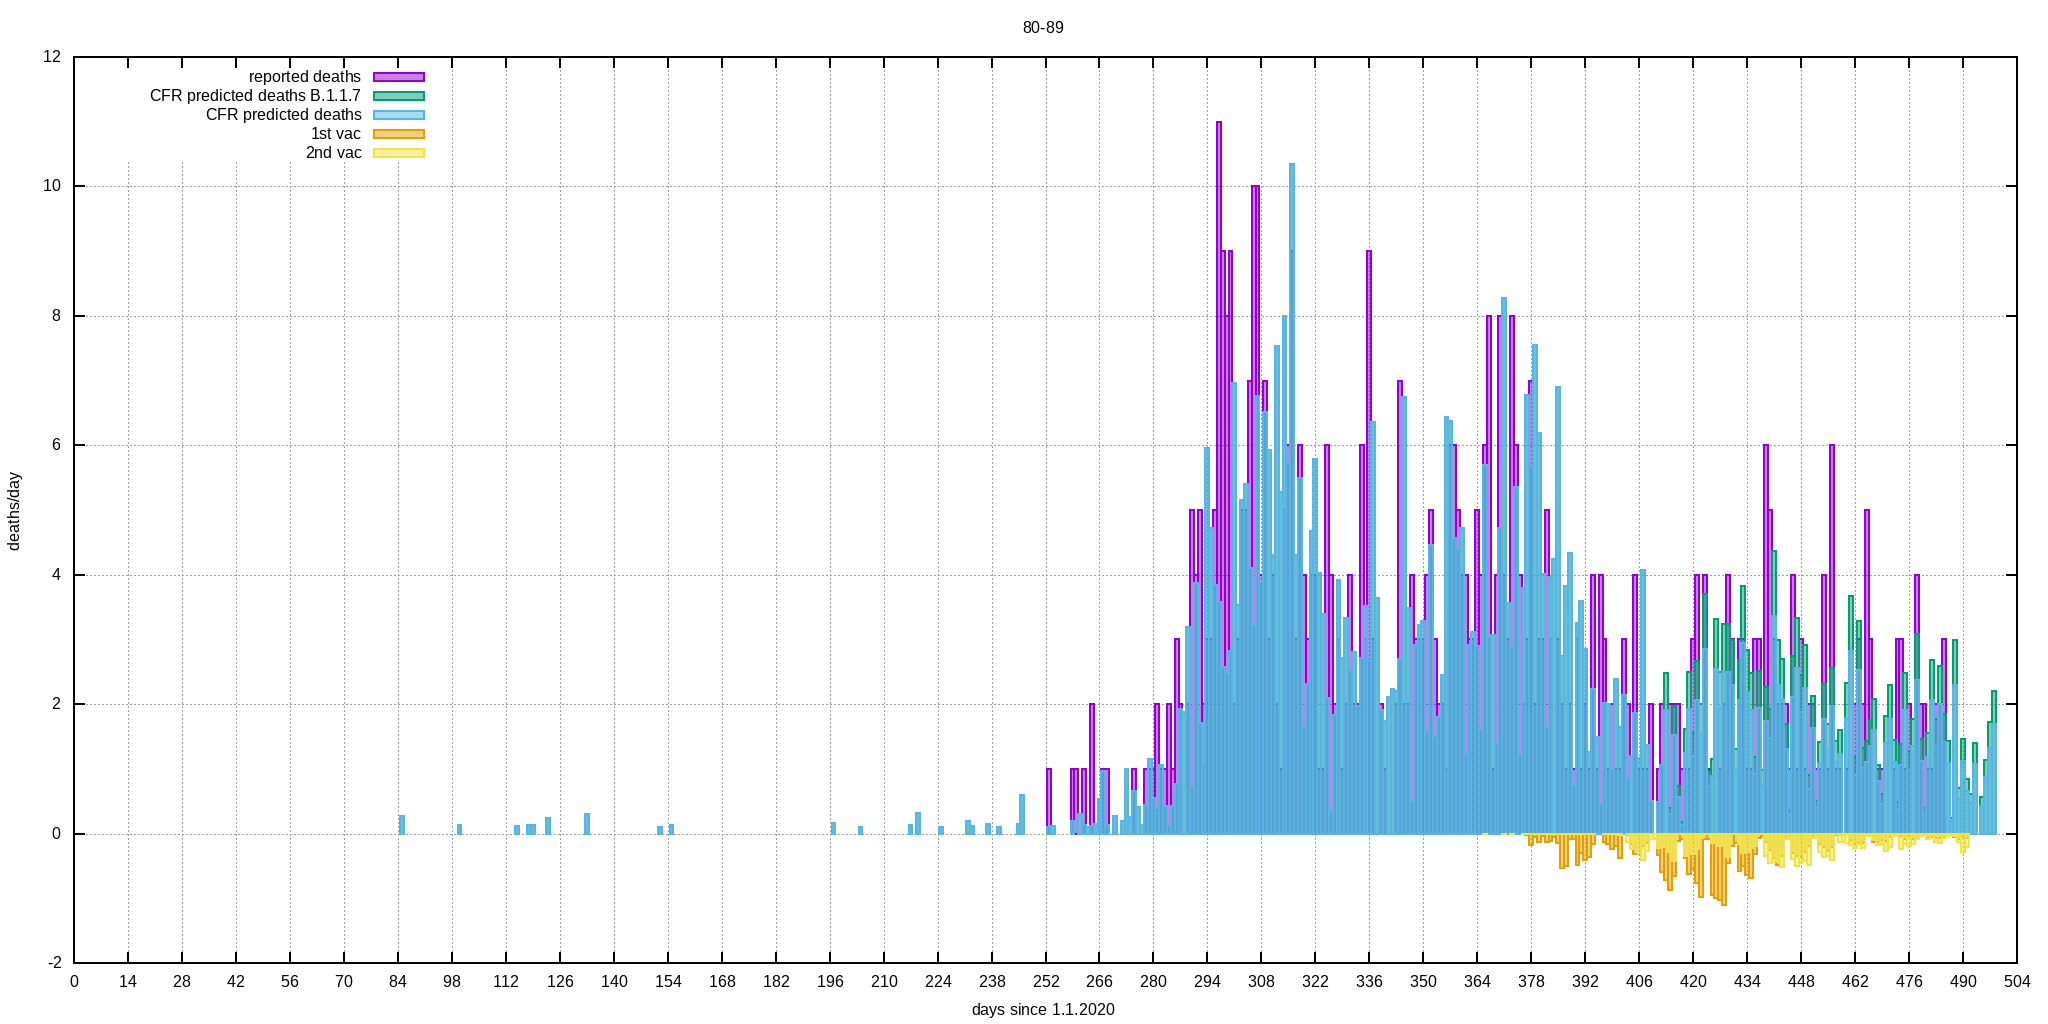 80-89
reported deaths
CFR predicted deaths B.1.1.7
CFR predicted deaths
1st vac
2nd vac
12
10
8
6
4
2
0
-2
deaths/day
0 14 28 42 56 70 84 98 112 126 140 154 168 182 196 210 224 238 252 266 280 294 308 322 336 350 364 378 392 406 420 434 448 462 476 490 504
days since 1.1.2020